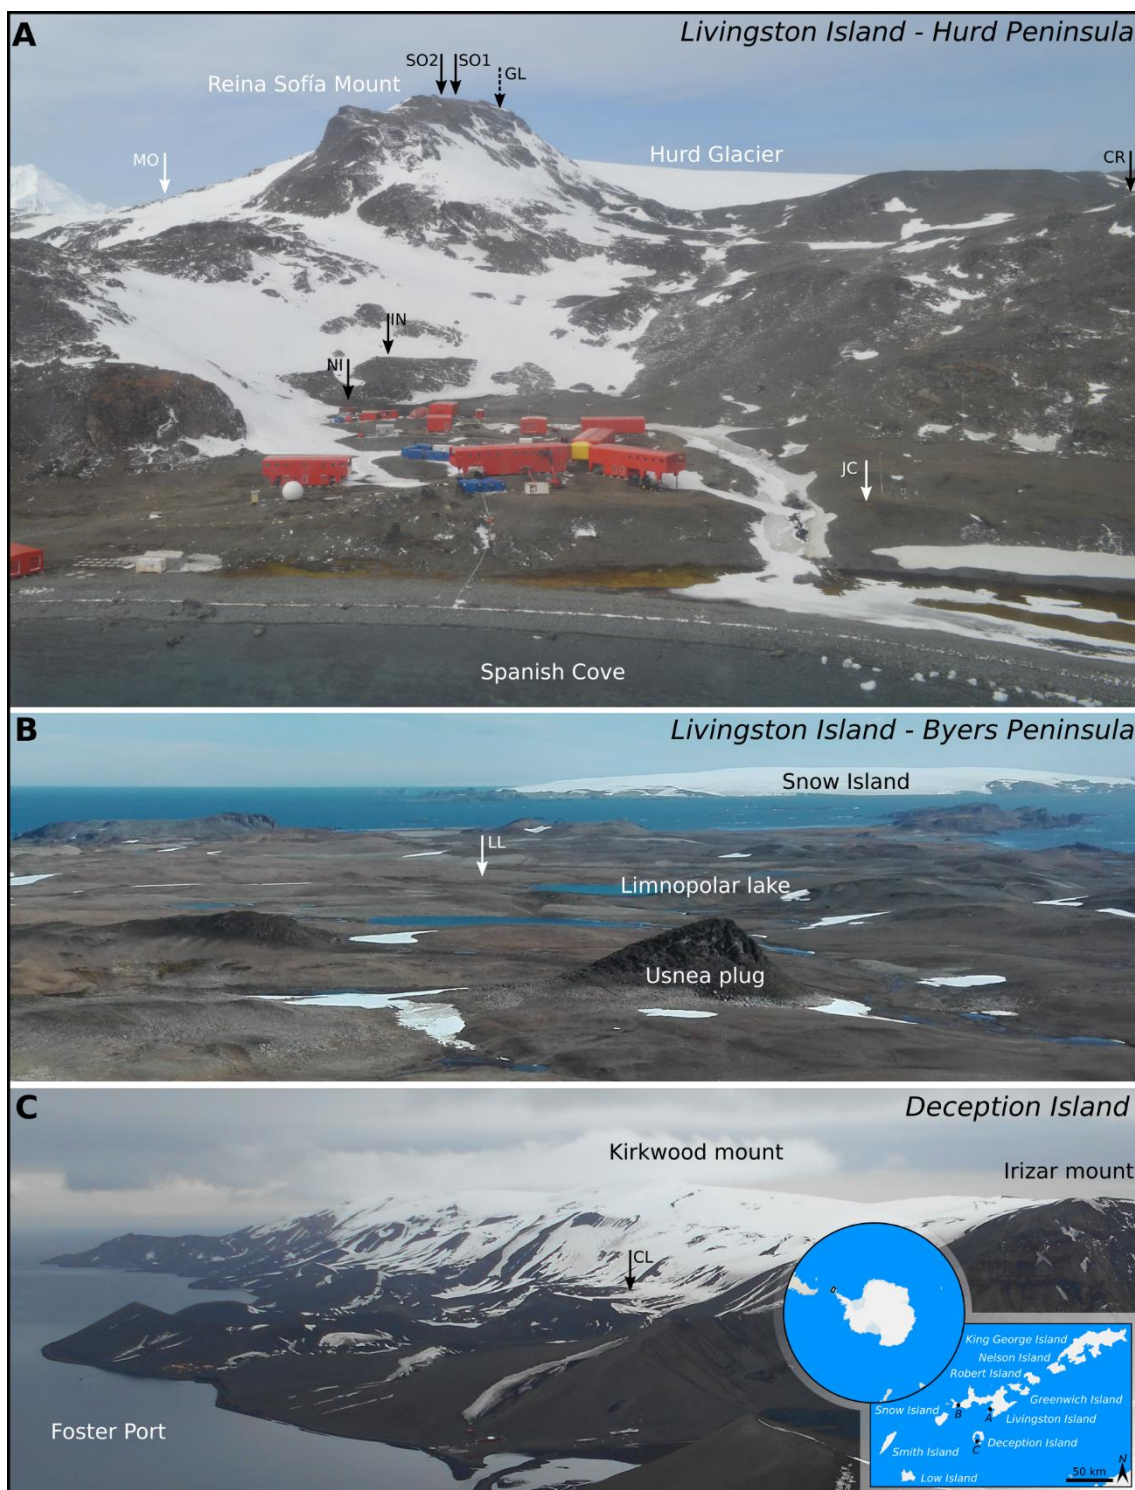 A
Livingston Island - Hurd Peninsula
SO2
SO1
GL
Reina Sofía Mount
MO
Hurd Glacier
CR
IN
NI
JC
Spanish Cove
B
Livingston Island - Byers Peninsula
Snow Island
LL
Limnopolar lake
Usnea plug
C
Deception Island
Kirkwood mount
Irizar mount
CL
Foster Port
King George Island
Nelson Island
Robert Island
Greenwich Island
Snow Island
B
A
Livingston Island
Smith Island
C
Deception Island
Low Island
50 km
N